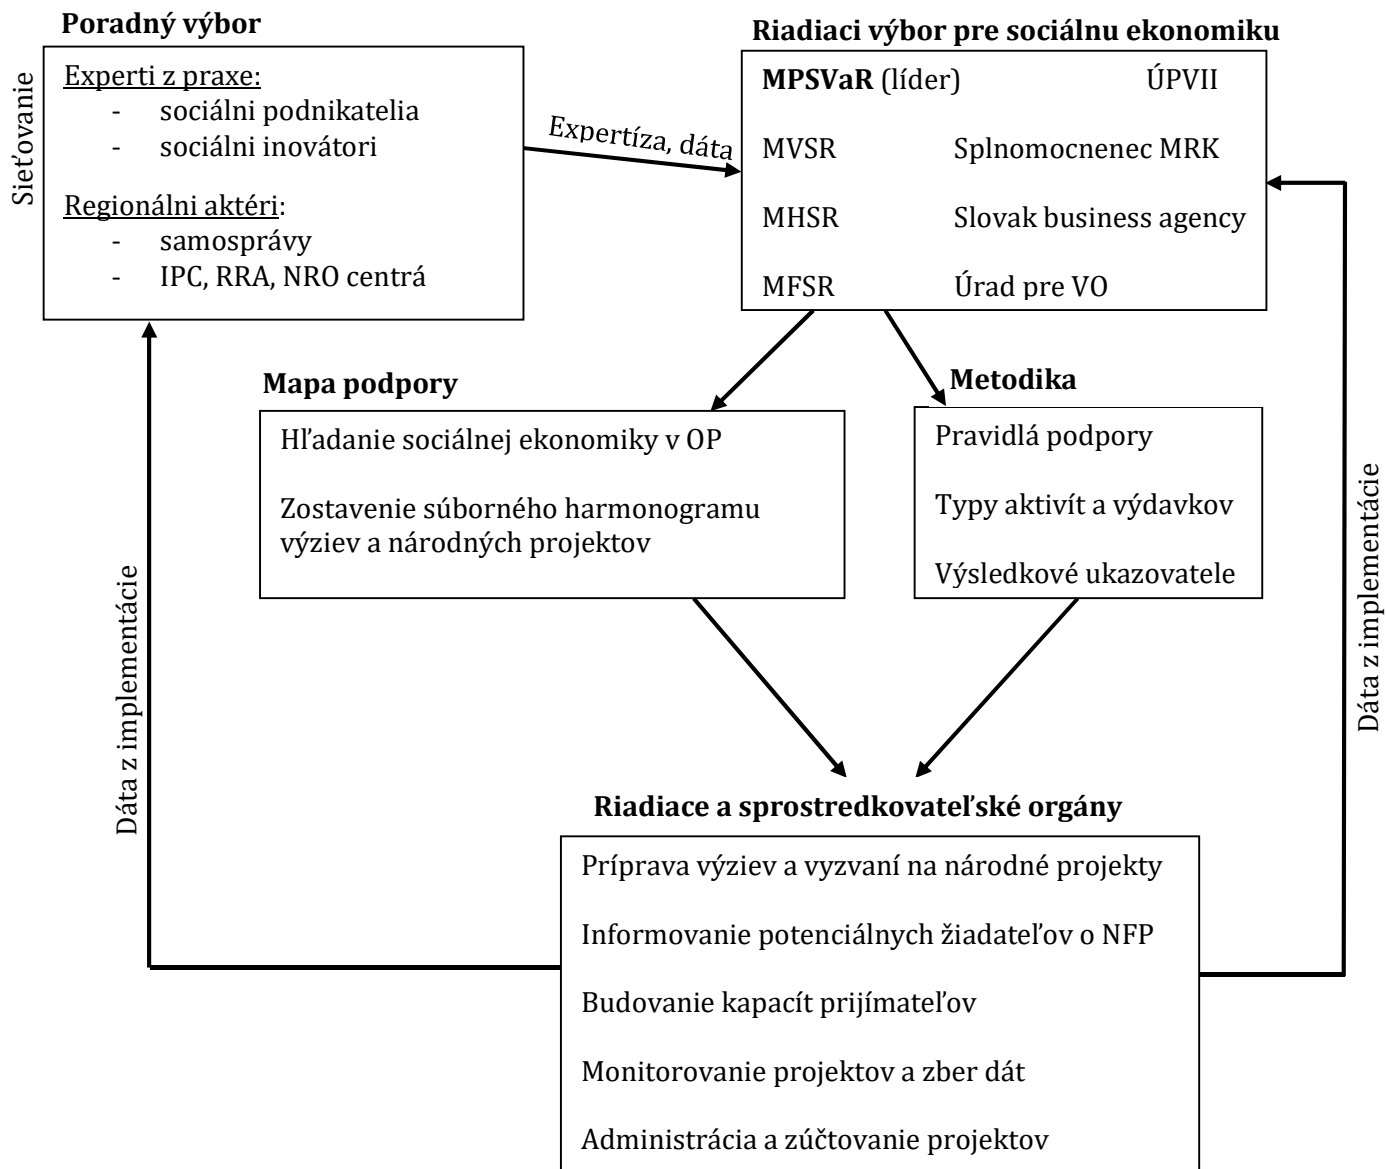 Poradný výbor
Sieťovanie
Experti z praxe:
- sociálni podnikatelia
- sociálni inovátori
Regionálni aktéri:
- samosprávy
- IPC, RRA, NRO centrá
Expertíza, dáta
Riadiaci výbor pre sociálnu ekonomiku
MPSVaR (líder) ÚPVII
MVSR Splnomocnenec MRK
MHSR Slovak business agency
MFSR Úrad pre VO
Mapa podpory
Hľadanie sociálnej ekonomiky v OP
Zostavenie súborného harmonogramu
výziev a národných projektov
Metodika
Pravidlá podpory
Typy aktivít a výdavkov
Výsledkové ukazovatele
Dáta z implementácie
Dáta z implementácie
Riadiace a sprostredkovateľské orgány
Príprava výziev a vyzvaní na národné projekty
Informovanie potenciálnych žiadateľov o NFP
Budovanie kapacít prijímateľov
Monitorovanie projektov a zber dát
Administrácia a zúčtovanie projektov